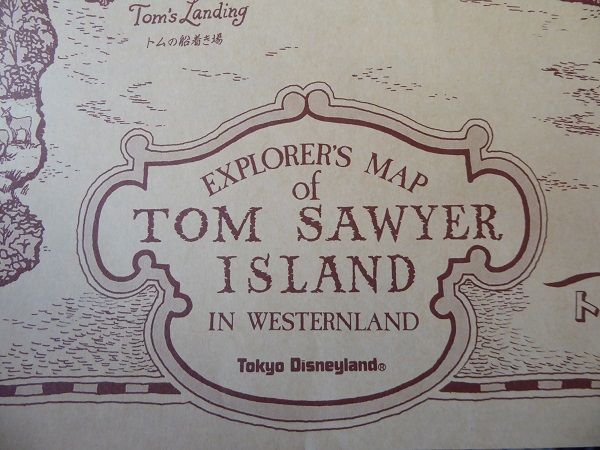 Tom's Landing
トムの船着き場
EXPLORER'S MAP
of
TOM SAWYER
ISLAND
IN WESTERNLAND
Tokyo Disneyland®
ト